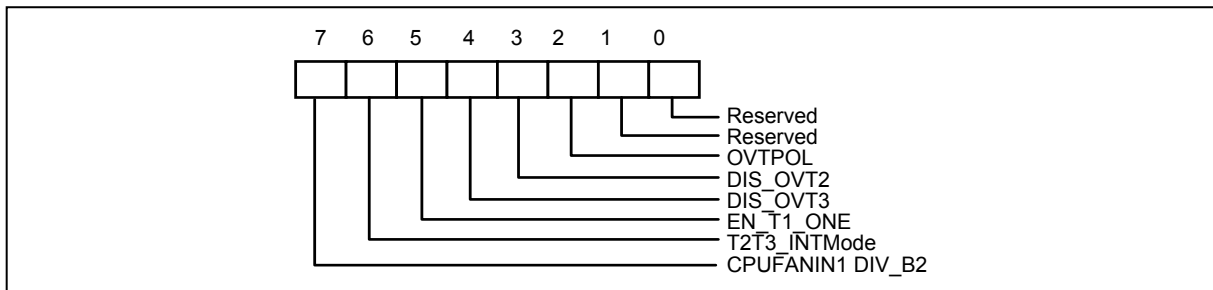 7 6 5 4 3 2 1 0
Reserved
Reserved
OVTPOL
DIS_OVT2
DIS_OVT3
EN_T1_ONE
T2T3_INTMode
CPUFANIN1 DIV_B2